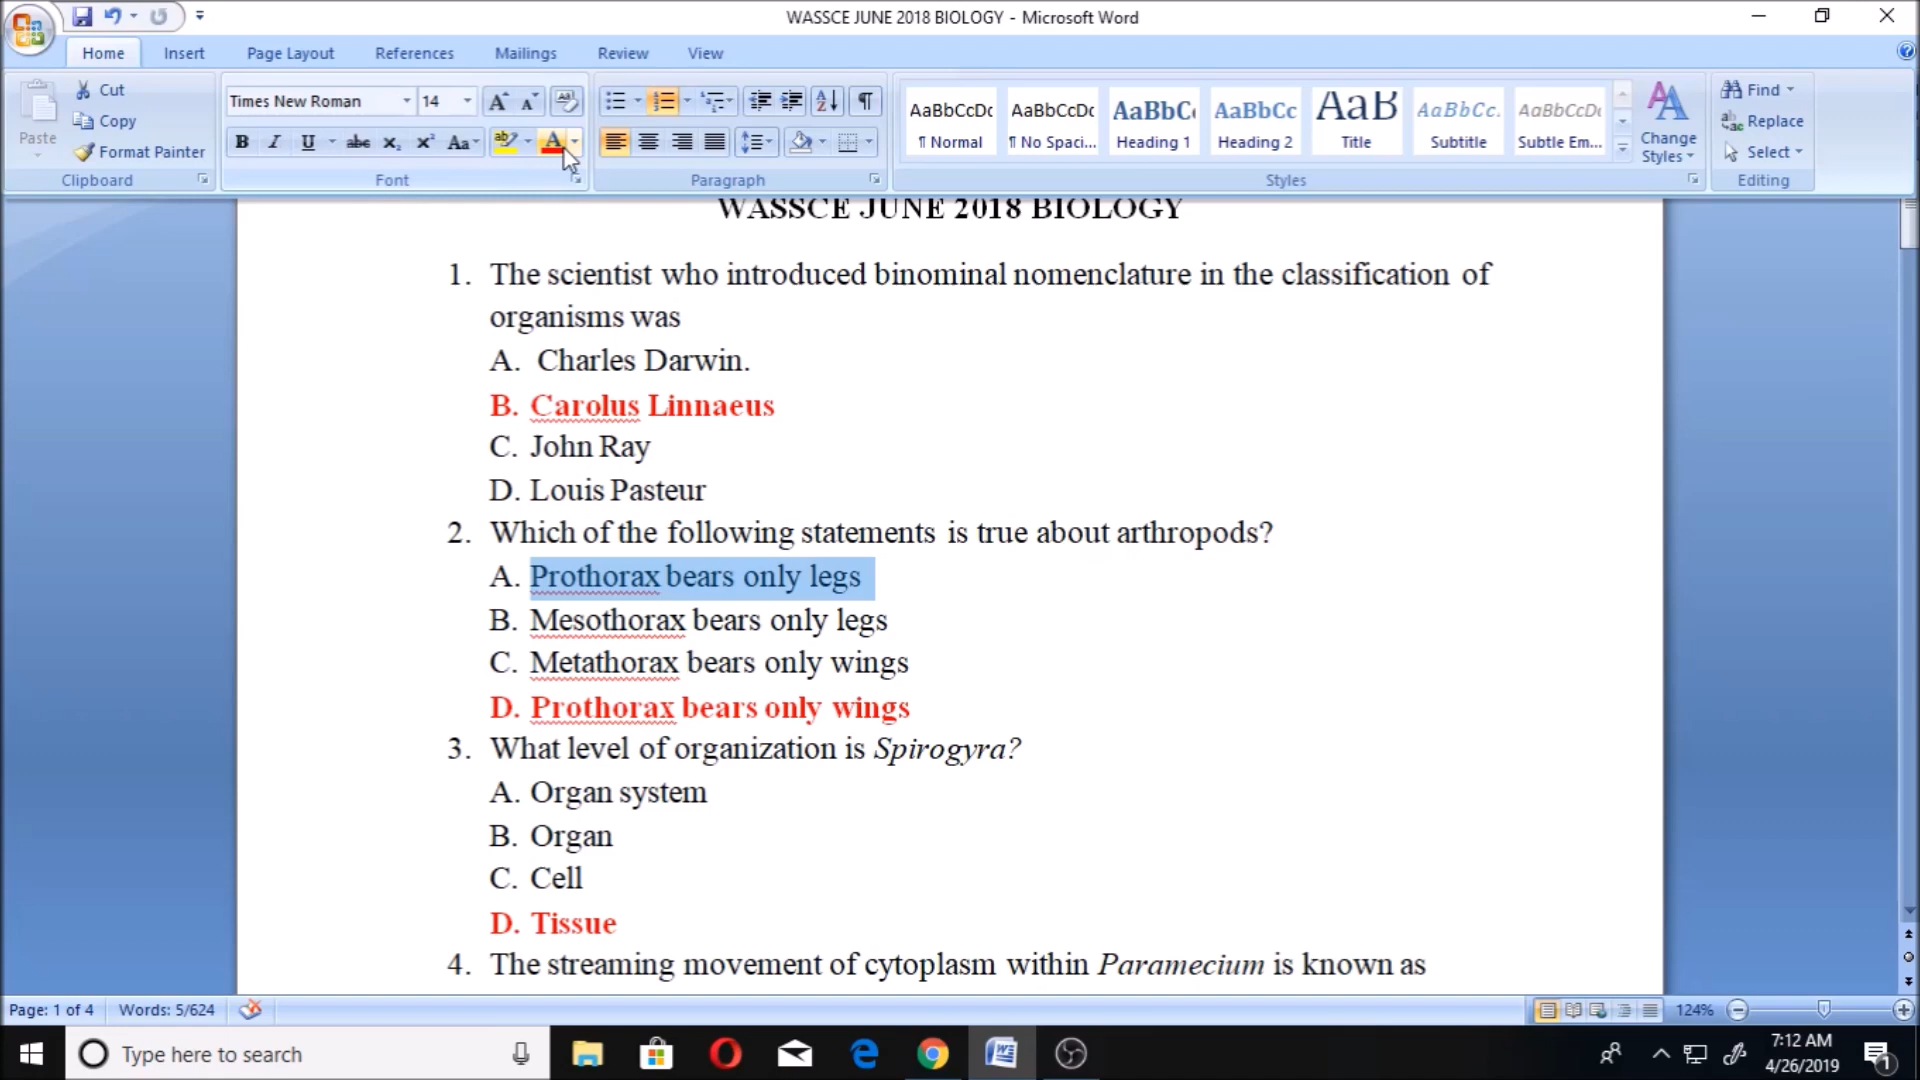 WASSCE JUNE 2018 BIOLOGY - Microsoft Word
Home Insert Page Layout References Mailings Review View
Paste
Cut
Copy
Format Painter
Clipboard
Times New Roman 14
Font
Paragraph
AaBbCcDc AaBbCcDc AaBbC AaBbCc AaB AaBbCc. AaBbCcDc
¶ Normal ¶ No Spaci... Heading 1 Heading 2 Title Subtitle Subtle Em...
Change Styles
Styles
Find
Replace
Select
Editing
WASSCE JUNE 2018 BIOLOGY
1. The scientist who introduced binominal nomenclature in the classification of
organisms was
A. Charles Darwin.
B. Carolus Linnaeus
C. John Ray
D. Louis Pasteur
2. Which of the following statements is true about arthropods?
A. Prothorax bears only legs
B. Mesothorax bears only legs
C. Metathorax bears only wings
D. Prothorax bears only wings
3. What level of organization is Spirogyra?
A. Organ system
B. Organ
C. Cell
D. Tissue
4. The streaming movement of cytoplasm within Paramecium is known as
Page: 1 of 4 Words: 5/624 124%
Type here to search
7:12 AM
4/26/2019
1